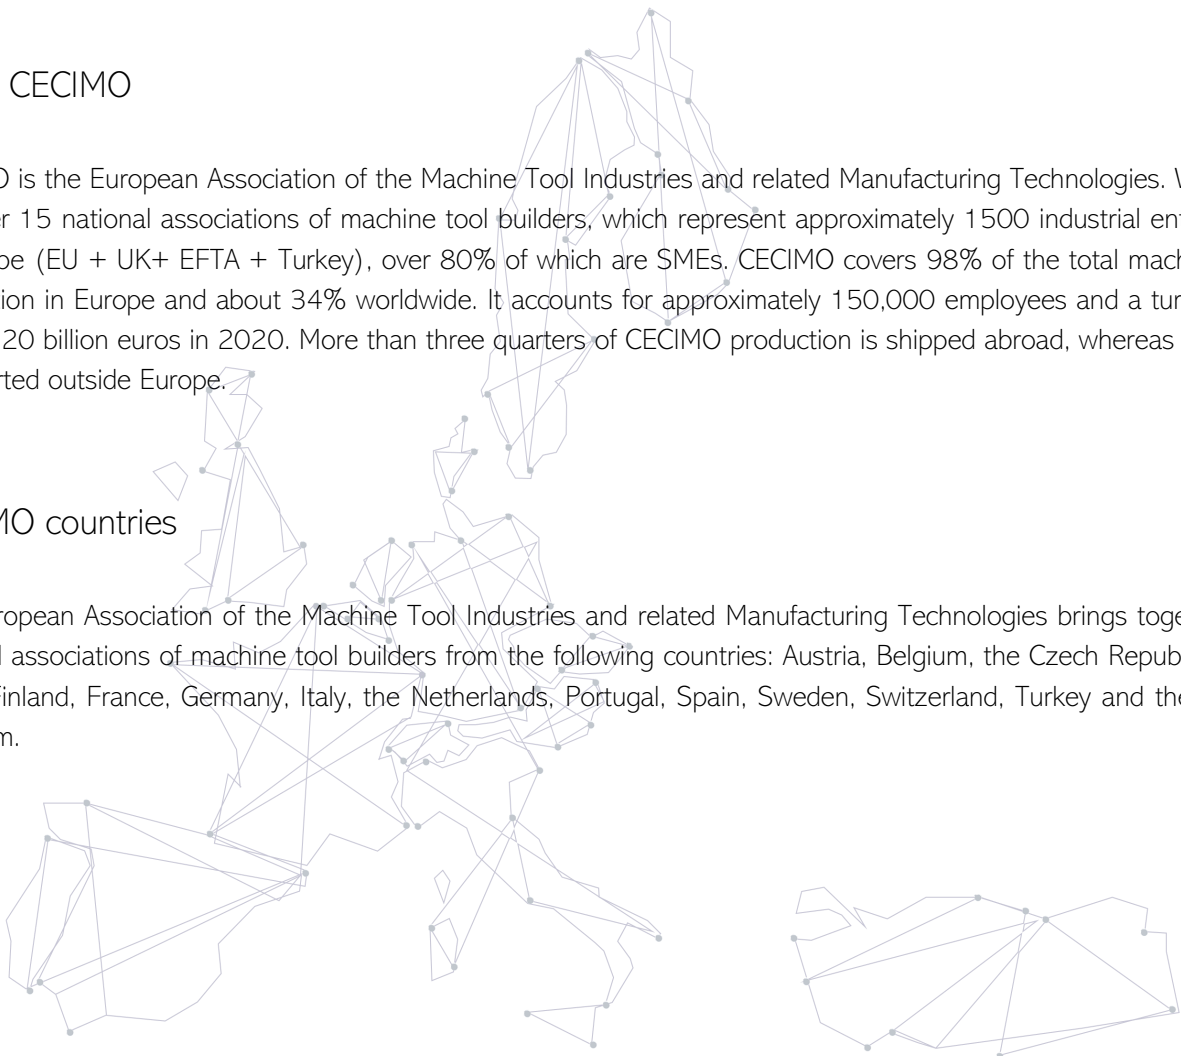 CECIMO
O is the European Association of the Machine Tool Industries and related Manufacturing Technologies. W
er 15 national associations of machine tool builders, which represent approximately 1500 industrial ent
pe (EU + UK+ EFTA + Turkey), over 80% of which are SMEs. CECIMO covers 98% of the total mach
tion in Europe and about 34% worldwide. It accounts for approximately 150,000 employees and a tur
20 billion euros in 2020. More than three quarters of CECIMO production is shipped abroad, whereas
rted outside Europe.
MO countries
ropean Association of the Machine Tool Industries and related Manufacturing Technologies brings toge
l associations of machine tool builders from the following countries: Austria, Belgium, the Czech Repub
Finland, France, Germany, Italy, the Netherlands, Portugal, Spain, Sweden, Switzerland, Turkey and the
m.